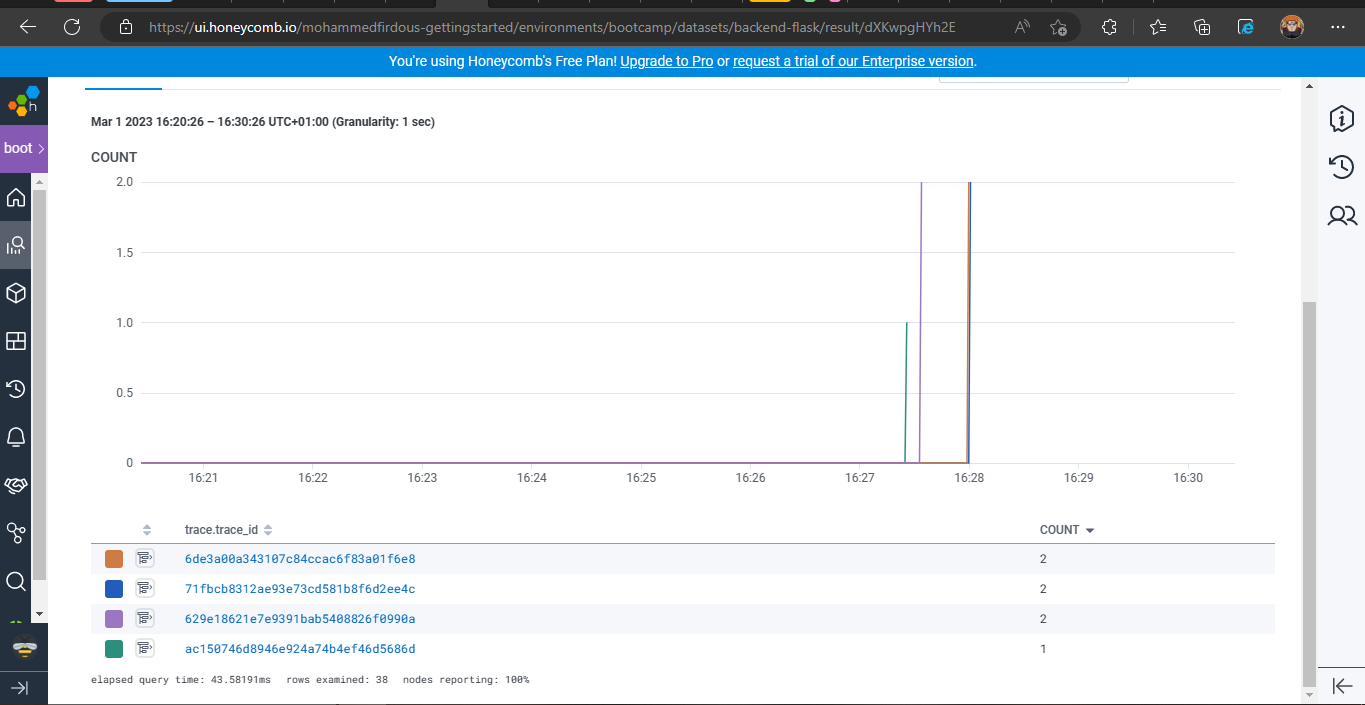 https://ui.honeycomb.io/mohammedfirdous-gettingstarted/environments/bootcamp/datasets/backend-flask/result/dXKwpgHYh2E
You're using Honeycomb's Free Plan! Upgrade to Pro or request a trial of our Enterprise version.
h
boot
Mar 1 2023 16:20:26 – 16:30:26 UTC+01:00 (Granularity: 1 sec)
COUNT
2.0
1.5
1.0
0.5
0
16:21 16:22 16:23 16:24 16:25 16:26 16:27 16:28 16:29 16:30
trace.trace_id COUNT
6de3a00a343107c84ccac6f83a01f6e8 2
71fbcb8312ae93e73cd581b8f6d2ee4c 2
629e18621e7e9391bab5408826f0990a 2
ac150746d8946e924a74b4ef46d5686d 1
elapsed query time: 43.58191ms rows examined: 38 nodes reporting: 100%